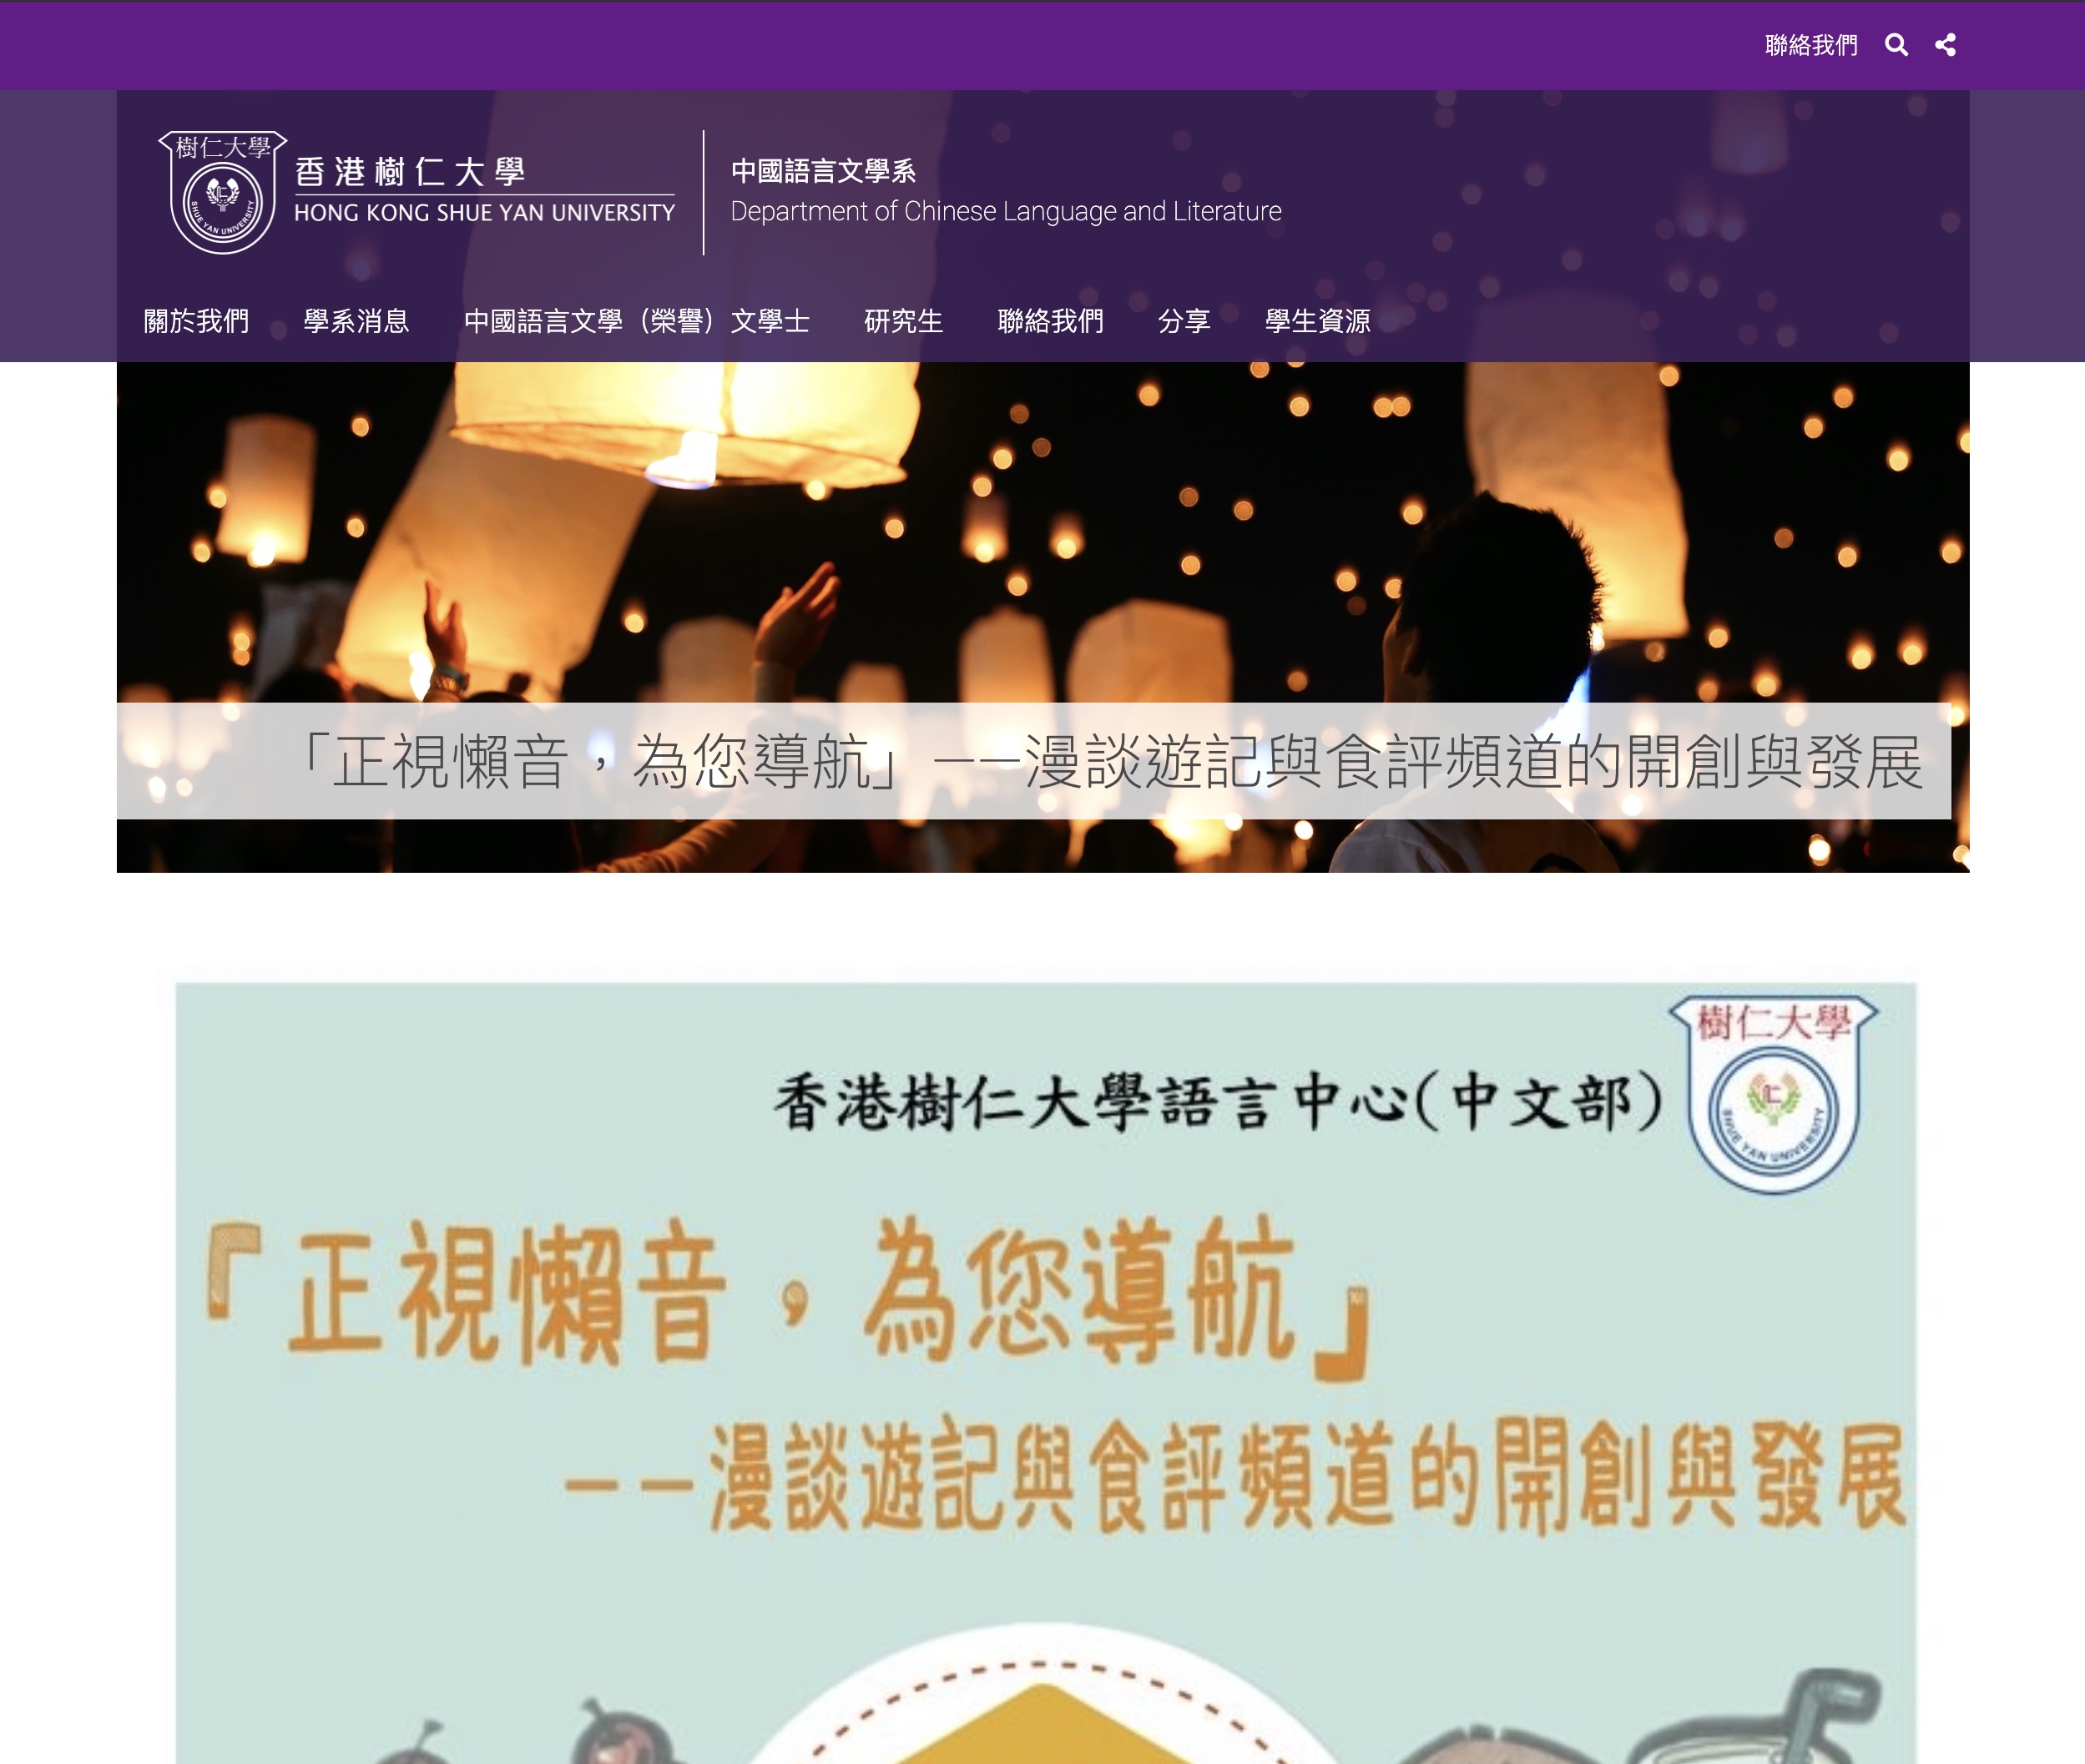 聯絡我們
樹仁大學
SHUE YAN UNIVERSITY
香港樹仁大學
HONG KONG SHUE YAN UNIVERSITY
中國語言文學系
Department of Chinese Language and Literature
關於我們 學系消息 中國語言文學（榮譽）文學士 研究生 聯絡我們 分享 學生資源
「正視懶音，為您導航」——漫談遊記與食評頻道的開創與發展
香港樹仁大學語言中心(中文部)
樹仁大學
仁
SHUE YAN UNIVERSITY
『正視懶音，為您導航』
——漫談遊記與食評頻道的開創與發展